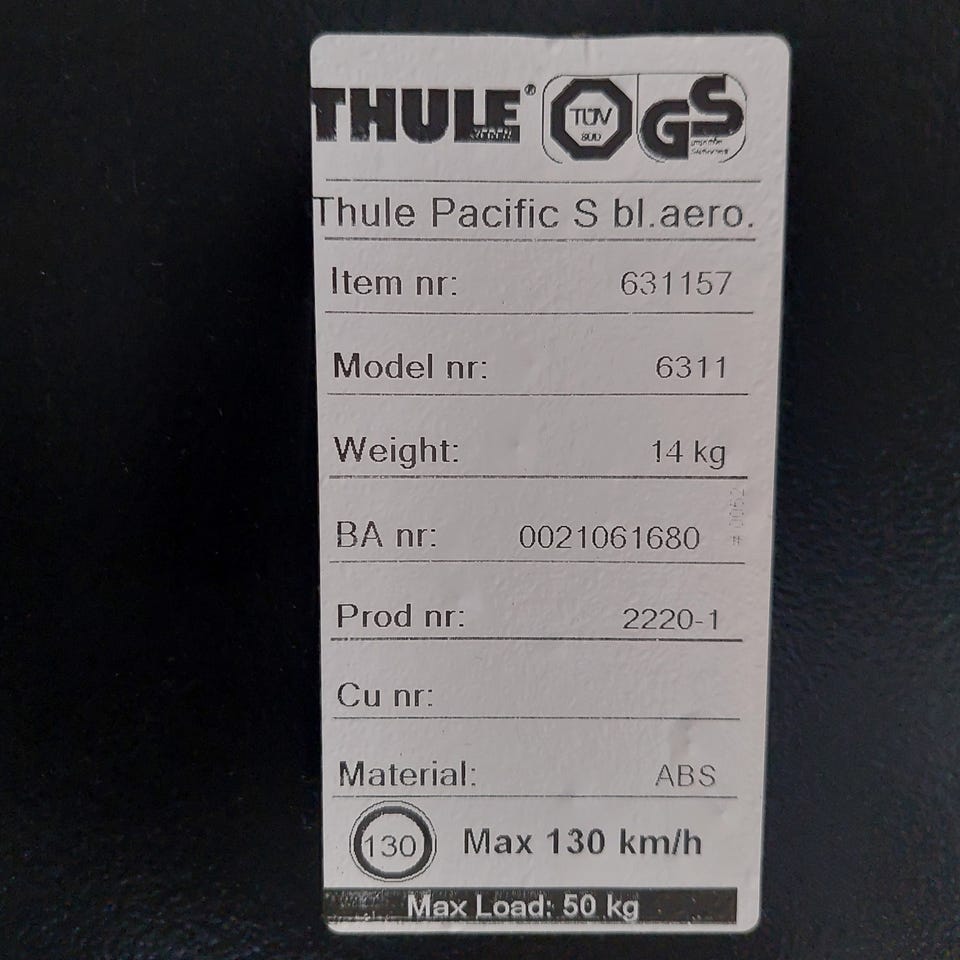 THULE®
TÜV
SÜD
GS
Thule Pacific S bl.aero.
Item nr: 631157
Model nr: 6311
Weight: 14 kg
BA nr: 0021061680
# 0062
Prod nr: 2220-1
Cu nr:
Material: ABS
130 Max 130 km/h
Max Load: 50 kg